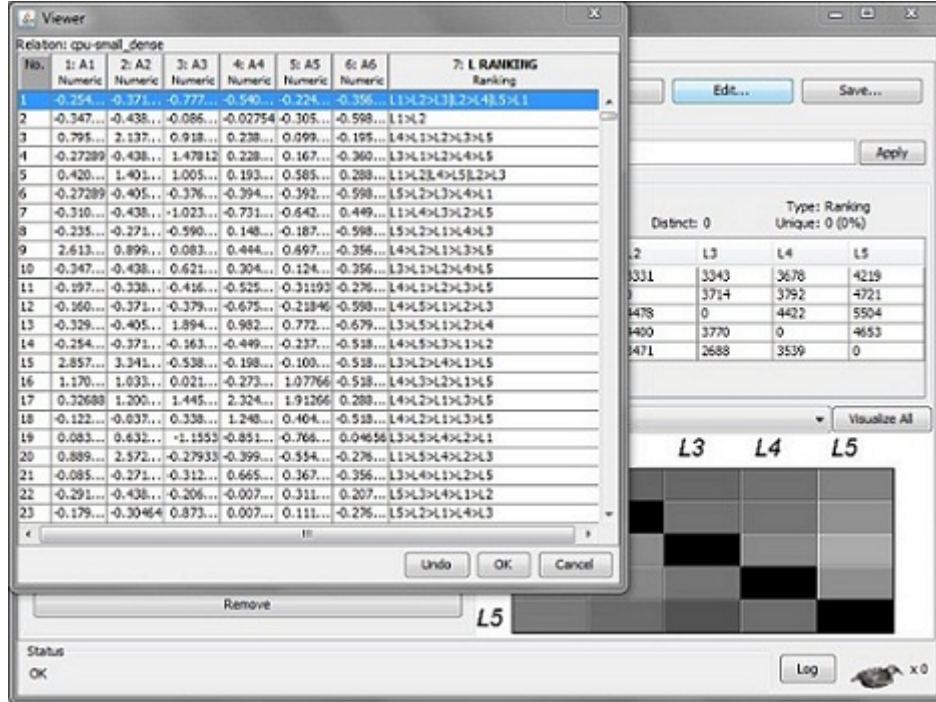 Viewer
Relation: cpu-small_dense
No. 1: A1 2: A2 3: A3 4: A4 5: A5 6: A6 7: L RANKING
Numeric Numeric Numeric Numeric Numeric Numeric Ranking
1 -0.254... -0.371... -0.777... -0.540... -0.224... -0.356... L1>L2>L3|L2>L4|L5>L1
2 -0.347... -0.438... -0.086... -0.02754 -0.305... -0.598... L1>L2
3 0.795... 2.137... 0.918... 0.238... 0.099... -0.195... L4>L1>L2>L3>L5
4 -0.27289 -0.438... 1.47812 0.228... 0.167... -0.360... L3>L1>L2>L4>L5
5 0.420... 1.401... 1.005... 0.193... 0.585... 0.288... L1>L2|L4>L5|L2>L3
6 -0.27289 -0.405... -0.376... -0.394... -0.392... -0.598... L5>L2>L3>L4>L1
7 -0.310... -0.438... -1.023... -0.731... -0.642... 0.449... L1>L4>L3>L2>L5
8 -0.235... -0.271... -0.590... 0.148... -0.187... -0.598... L5>L2>L1>L4>L3
9 2.613... 0.899... 0.083... 0.444... 0.697... -0.356... L4>L2>L1>L3>L5
10 -0.347... -0.438... 0.621... 0.304... 0.124... -0.356... L3>L1>L2>L4>L5
11 -0.197... -0.338... -0.416... -0.525... -0.31193 -0.276... L4>L1>L2>L3>L5
12 -0.160... -0.371... -0.379... -0.675... -0.21846 -0.598... L4>L5>L1>L2>L3
13 -0.329... -0.405... 1.894... 0.982... 0.772... -0.679... L3>L5>L1>L2>L4
14 -0.254... -0.371... -0.163... -0.449... -0.237... -0.518... L4>L5>L3>L1>L2
15 2.857... 3.341... -0.538... -0.198... -0.100... -0.518... L3>L2>L4>L1>L5
16 1.170... 1.033... 0.021... -0.273... 1.07766 -0.518... L4>L3>L2>L1>L5
17 0.32688 1.200... 1.445... 2.324... 1.91266 0.288... L4>L2>L1>L3>L5
18 -0.122... -0.037... 0.338... 1.248... 0.404... -0.518... L4>L2>L1>L3>L5
19 0.083... 0.632... -1.1553 -0.851... -0.766... 0.04656 L3>L5>L4>L2>L1
20 0.889... 2.572... -0.27933 -0.399... -0.554... -0.276... L1>L5>L4>L2>L3
21 -0.085... -0.271... -0.312... 0.665... 0.367... -0.356... L3>L4>L1>L2>L5
22 -0.291... -0.438... -0.206... -0.007... 0.311... 0.207... L5>L3>L4>L1>L2
23 -0.179... -0.30464 0.873... 0.007... 0.111... -0.276... L5>L2>L1>L4>L3
Undo OK Cancel
Edit... Save...
Apply
Type: Ranking
Distinct: 0 Unique: 0 (0%)
L3 L4 L5
3343 3678 4219
3714 3792 4721
0 4422 5504
3770 0 4653
2688 3539 0
Visualize All
L3 L4 L5
Remove
L5
Status
OK
Log x 0